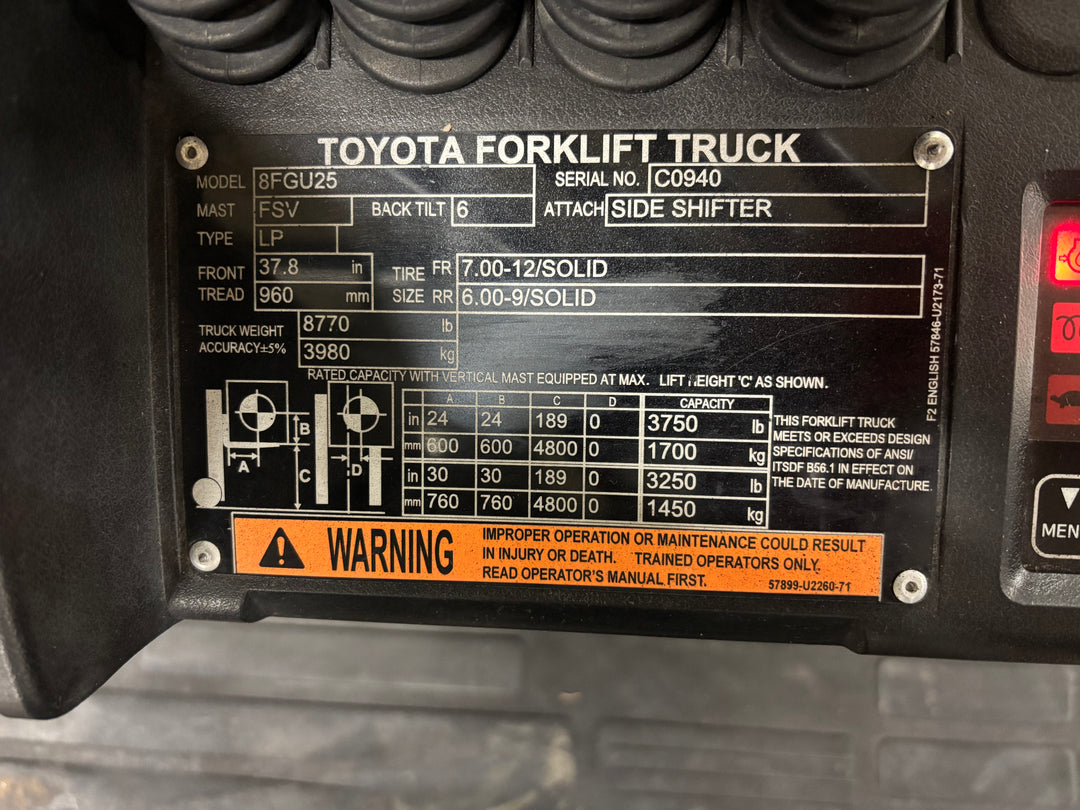 TOYOTA FORKLIFT TRUCK
MODEL 8FGU25 SERIAL NO. C0940
MAST FSV BACK TILT 6 ATTACH SIDE SHIFTER
TYPE LP
FRONT TREAD 37.8 in TIRE SIZE FR 7.00-12/SOLID
960 mm RR 6.00-9/SOLID
TRUCK WEIGHT 8770 lb
ACCURACY±5% 3980 kg
RATED CAPACITY WITH VERTICAL MAST EQUIPPED AT MAX. LIFT HEIGHT 'C' AS SHOWN.
A B C D CAPACITY
in 24 24 189 0 3750 lb
mm 600 600 4800 0 1700 kg
in 30 30 189 0 3250 lb
mm 760 760 4800 0 1450 kg
A B C D
THIS FORKLIFT TRUCK
MEETS OR EXCEEDS DESIGN
SPECIFICATIONS OF ANSI/
ITSDF B56.1 IN EFFECT ON
THE DATE OF MANUFACTURE.
F2 ENGLISH 57846-U2173-71
WARNING
IMPROPER OPERATION OR MAINTENANCE COULD RESULT
IN INJURY OR DEATH. TRAINED OPERATORS ONLY.
READ OPERATOR'S MANUAL FIRST.
57899-U2260-71